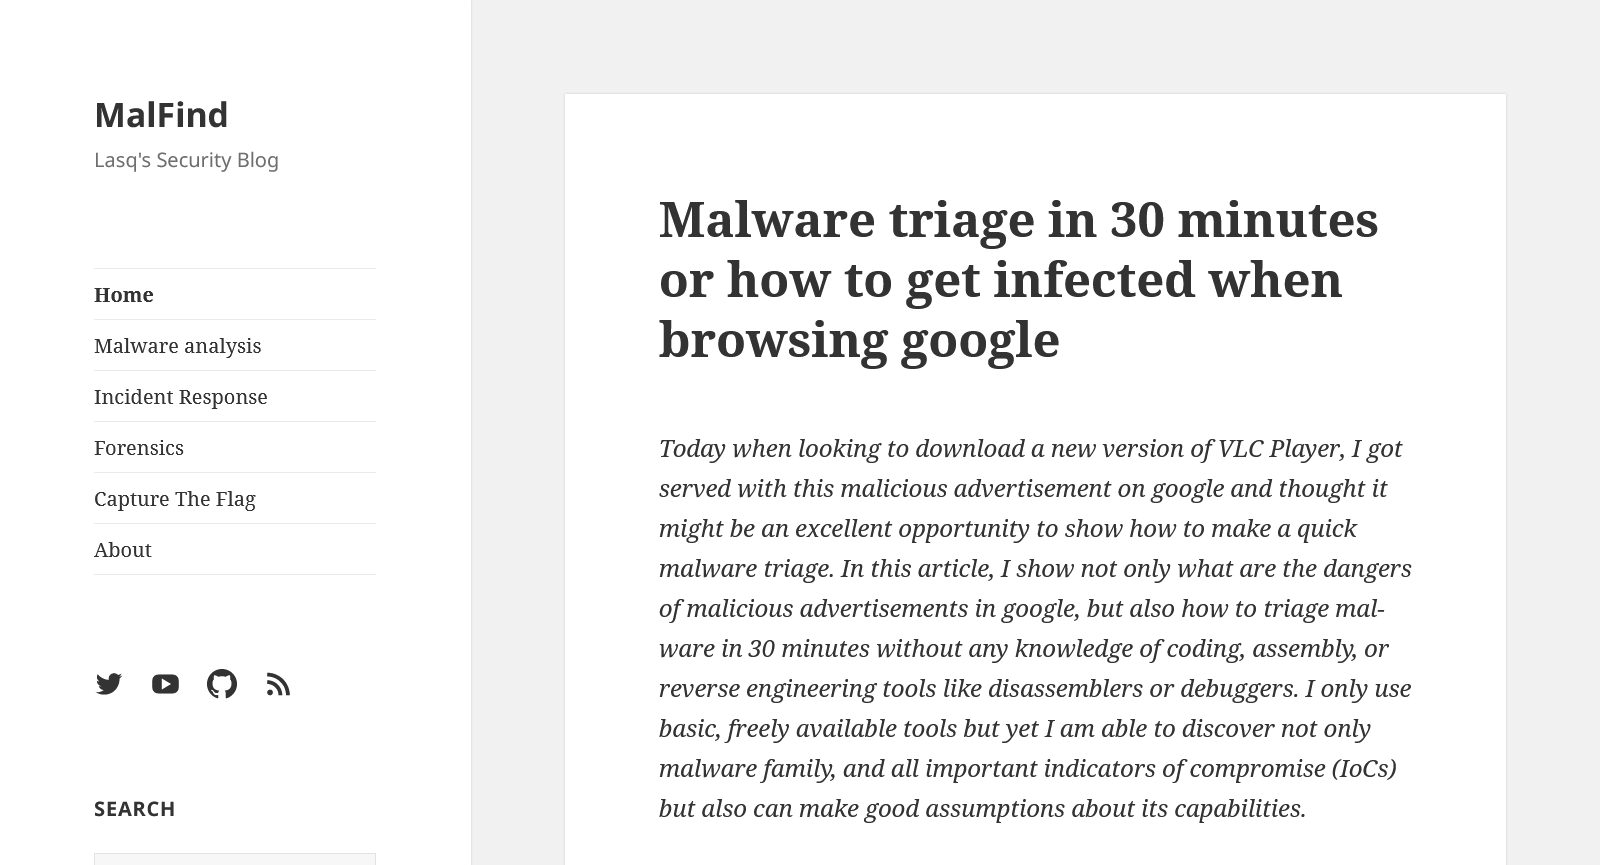 MalFind
Lasq's Security Blog
Home
Malware analysis
Incident Response
Forensics
Capture The Flag
About
SEARCH
Malware triage in 30 minutes
or how to get infected when
browsing google
Today when looking to download a new version of VLC Player, I got
served with this malicious advertisement on google and thought it
might be an excellent opportunity to show how to make a quick
malware triage. In this article, I show not only what are the dangers
of malicious advertisements in google, but also how to triage mal-
ware in 30 minutes without any knowledge of coding, assembly, or
reverse engineering tools like disassemblers or debuggers. I only use
basic, freely available tools but yet I am able to discover not only
malware family, and all important indicators of compromise (IoCs)
but also can make good assumptions about its capabilities.